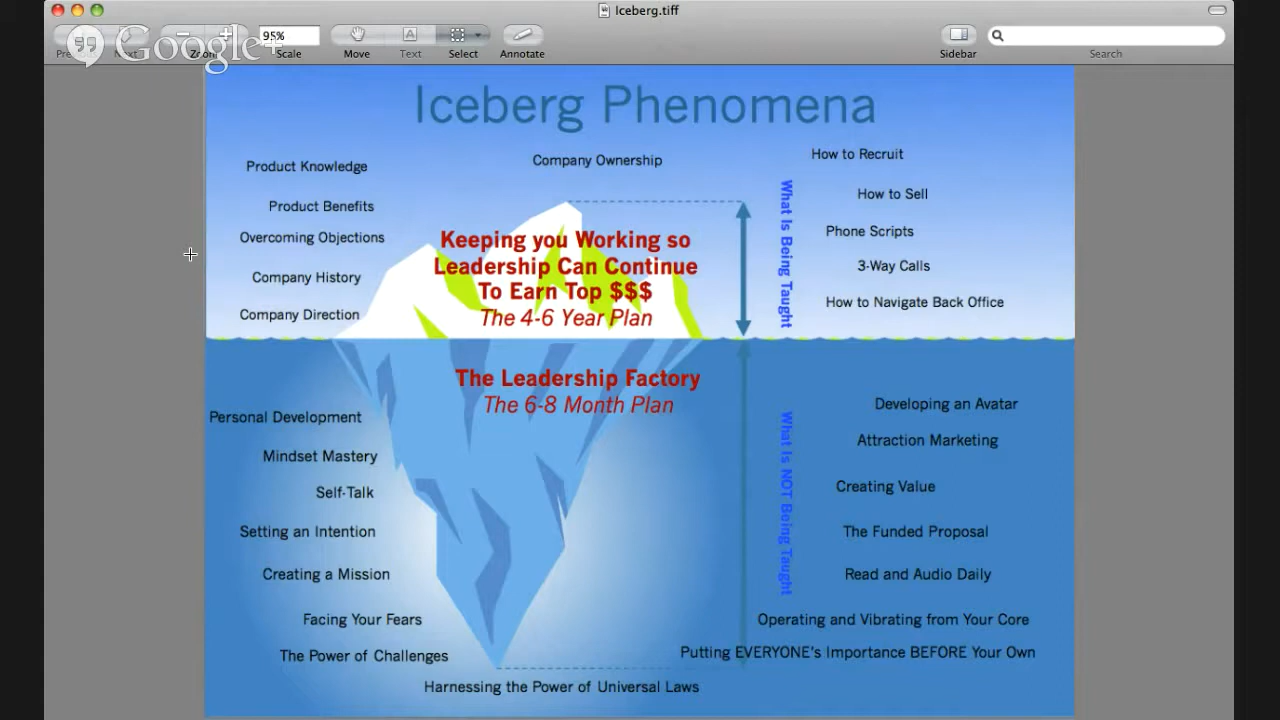 Iceberg.tiff
Google+
95%
Zoom
Scale
Move
Text
Select
Annotate
Sidebar
Search
Iceberg Phenomena
Product Knowledge
Company Ownership
How to Recruit
Product Benefits
How to Sell
Overcoming Objections
Phone Scripts
Company History
3-Way Calls
Company Direction
How to Navigate Back Office
Keeping you Working so
Leadership Can Continue
To Earn Top $$$
The 4-6 Year Plan
What Is Being Taught
The Leadership Factory
The 6-8 Month Plan
What Is NOT Being Taught
Personal Development
Developing an Avatar
Mindset Mastery
Attraction Marketing
Self-Talk
Creating Value
Setting an Intention
The Funded Proposal
Creating a Mission
Read and Audio Daily
Facing Your Fears
Operating and Vibrating from Your Core
The Power of Challenges
Putting EVERYONE's Importance BEFORE Your Own
Harnessing the Power of Universal Laws